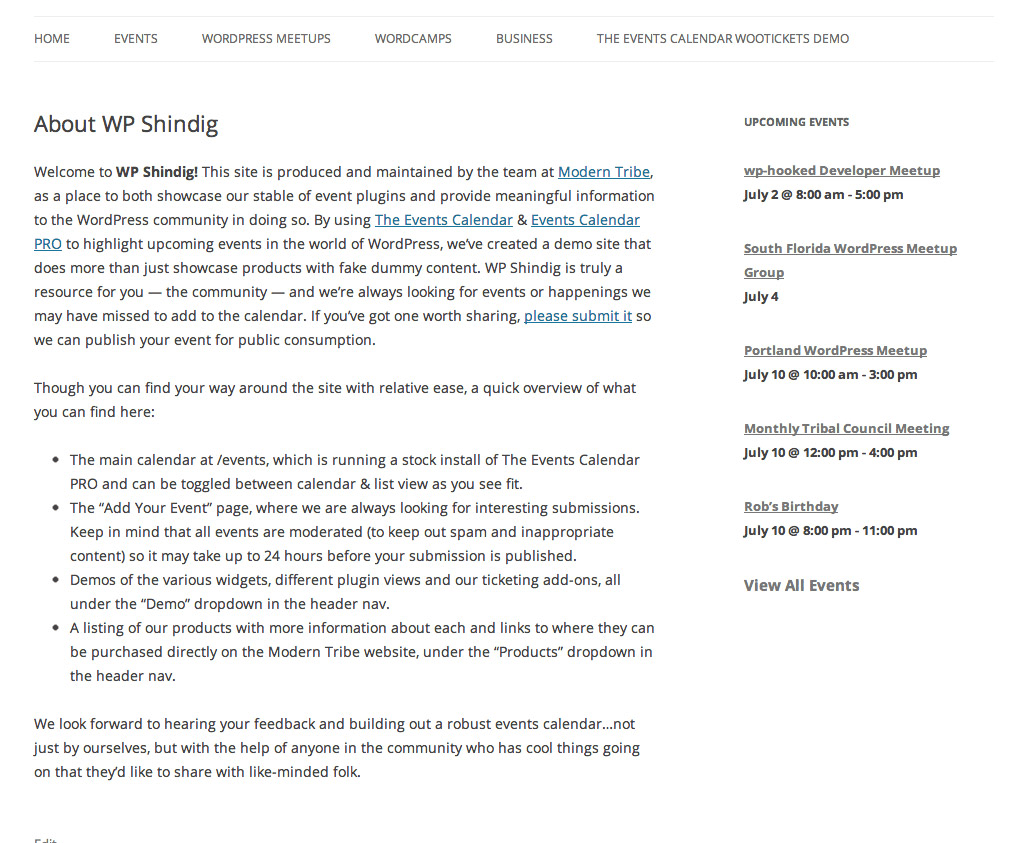 HOME EVENTS WORDPRESS MEETUPS WORDCAMPS BUSINESS THE EVENTS CALENDAR WOOTICKETS DEMO
About WP Shindig
Welcome to WP Shindig! This site is produced and maintained by the team at Modern Tribe,
as a place to both showcase our stable of event plugins and provide meaningful information
to the WordPress community in doing so. By using The Events Calendar & Events Calendar
PRO to highlight upcoming events in the world of WordPress, we’ve created a demo site that
does more than just showcase products with fake dummy content. WP Shindig is truly a
resource for you — the community — and we’re always looking for events or happenings we
may have missed to add to the calendar. If you’ve got one worth sharing, please submit it so
we can publish your event for public consumption.
Though you can find your way around the site with relative ease, a quick overview of what
you can find here:
• The main calendar at /events, which is running a stock install of The Events Calendar
PRO and can be toggled between calendar & list view as you see fit.
• The “Add Your Event” page, where we are always looking for interesting submissions.
Keep in mind that all events are moderated (to keep out spam and inappropriate
content) so it may take up to 24 hours before your submission is published.
• Demos of the various widgets, different plugin views and our ticketing add-ons, all
under the “Demo” dropdown in the header nav.
• A listing of our products with more information about each and links to where they can
be purchased directly on the Modern Tribe website, under the “Products” dropdown in
the header nav.
We look forward to hearing your feedback and building out a robust events calendar…not
just by ourselves, but with the help of anyone in the community who has cool things going
on that they’d like to share with like-minded folk.
Edit
UPCOMING EVENTS
wp-hooked Developer Meetup
July 2 @ 8:00 am - 5:00 pm
South Florida WordPress Meetup
Group
July 4
Portland WordPress Meetup
July 10 @ 10:00 am - 3:00 pm
Monthly Tribal Council Meeting
July 10 @ 12:00 pm - 4:00 pm
Rob’s Birthday
July 10 @ 8:00 pm - 11:00 pm
View All Events